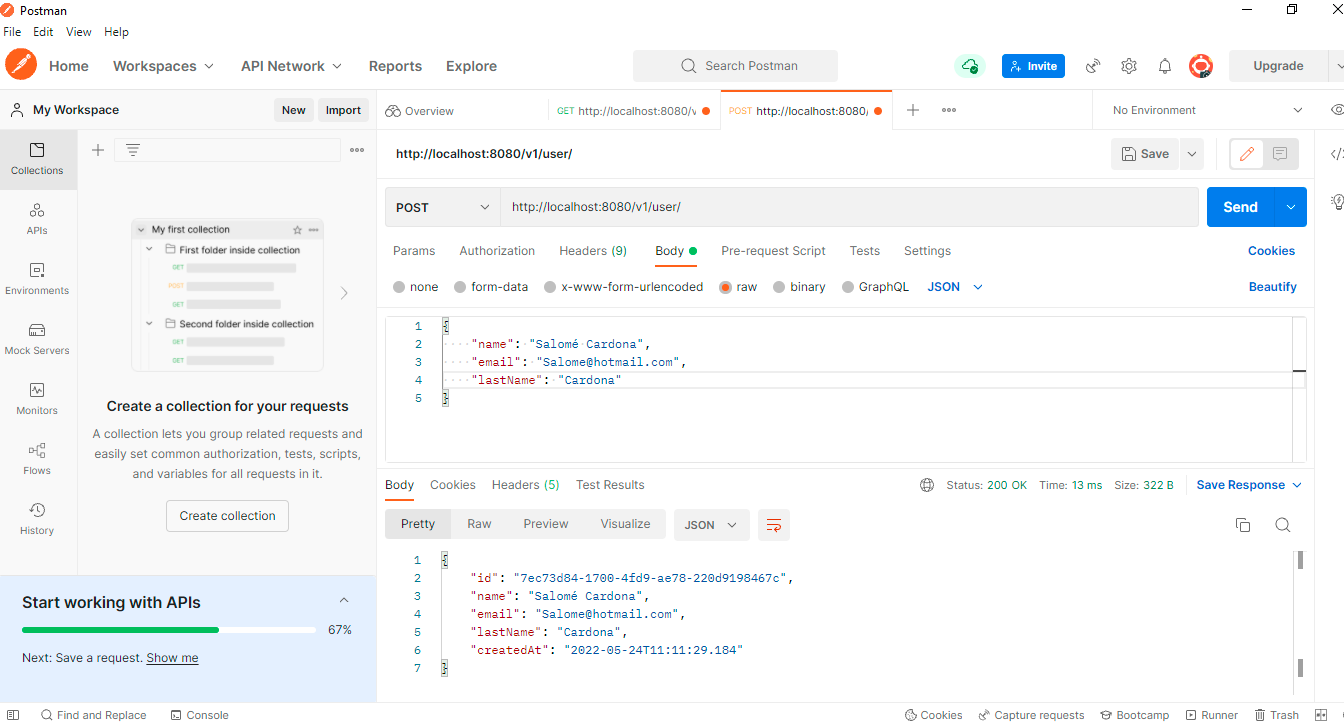 Postman
File Edit View Help
Home Workspaces API Network Reports Explore Search Postman Invite Upgrade
My Workspace New Import Overview GET http://localhost:8080/v POST http://localhost:8080/ No Environment
Collections
APIs
Environments
Mock Servers
Monitors
Flows
History
My first collection
First folder inside collection
GET
POST
GET
Second folder inside collection
GET
GET
Create a collection for your requests
A collection lets you group related requests and
easily set common authorization, tests, scripts,
and variables for all requests in it.
Create collection
Start working with APIs
67%
Next: Save a request. Show me
http://localhost:8080/v1/user/ Save
POST http://localhost:8080/v1/user/ Send
Params Authorization Headers (9) Body Pre-request Script Tests Settings Cookies
none form-data x-www-form-urlencoded raw binary GraphQL JSON Beautify
1 {
2 "name": "Salomé Cardona",
3 "email": "Salome@hotmail.com",
4 "lastName": "Cardona"
5 }
Body Cookies Headers (5) Test Results Status: 200 OK Time: 13 ms Size: 322 B Save Response
Pretty Raw Preview Visualize JSON
1 {
2 "id": "7ec73d84-1700-4fd9-ae78-220d9198467c",
3 "name": "Salomé Cardona",
4 "email": "Salome@hotmail.com",
5 "lastName": "Cardona",
6 "createdAt": "2022-05-24T11:11:29.184"
7 }
Find and Replace Console Cookies Capture requests Bootcamp Runner Trash